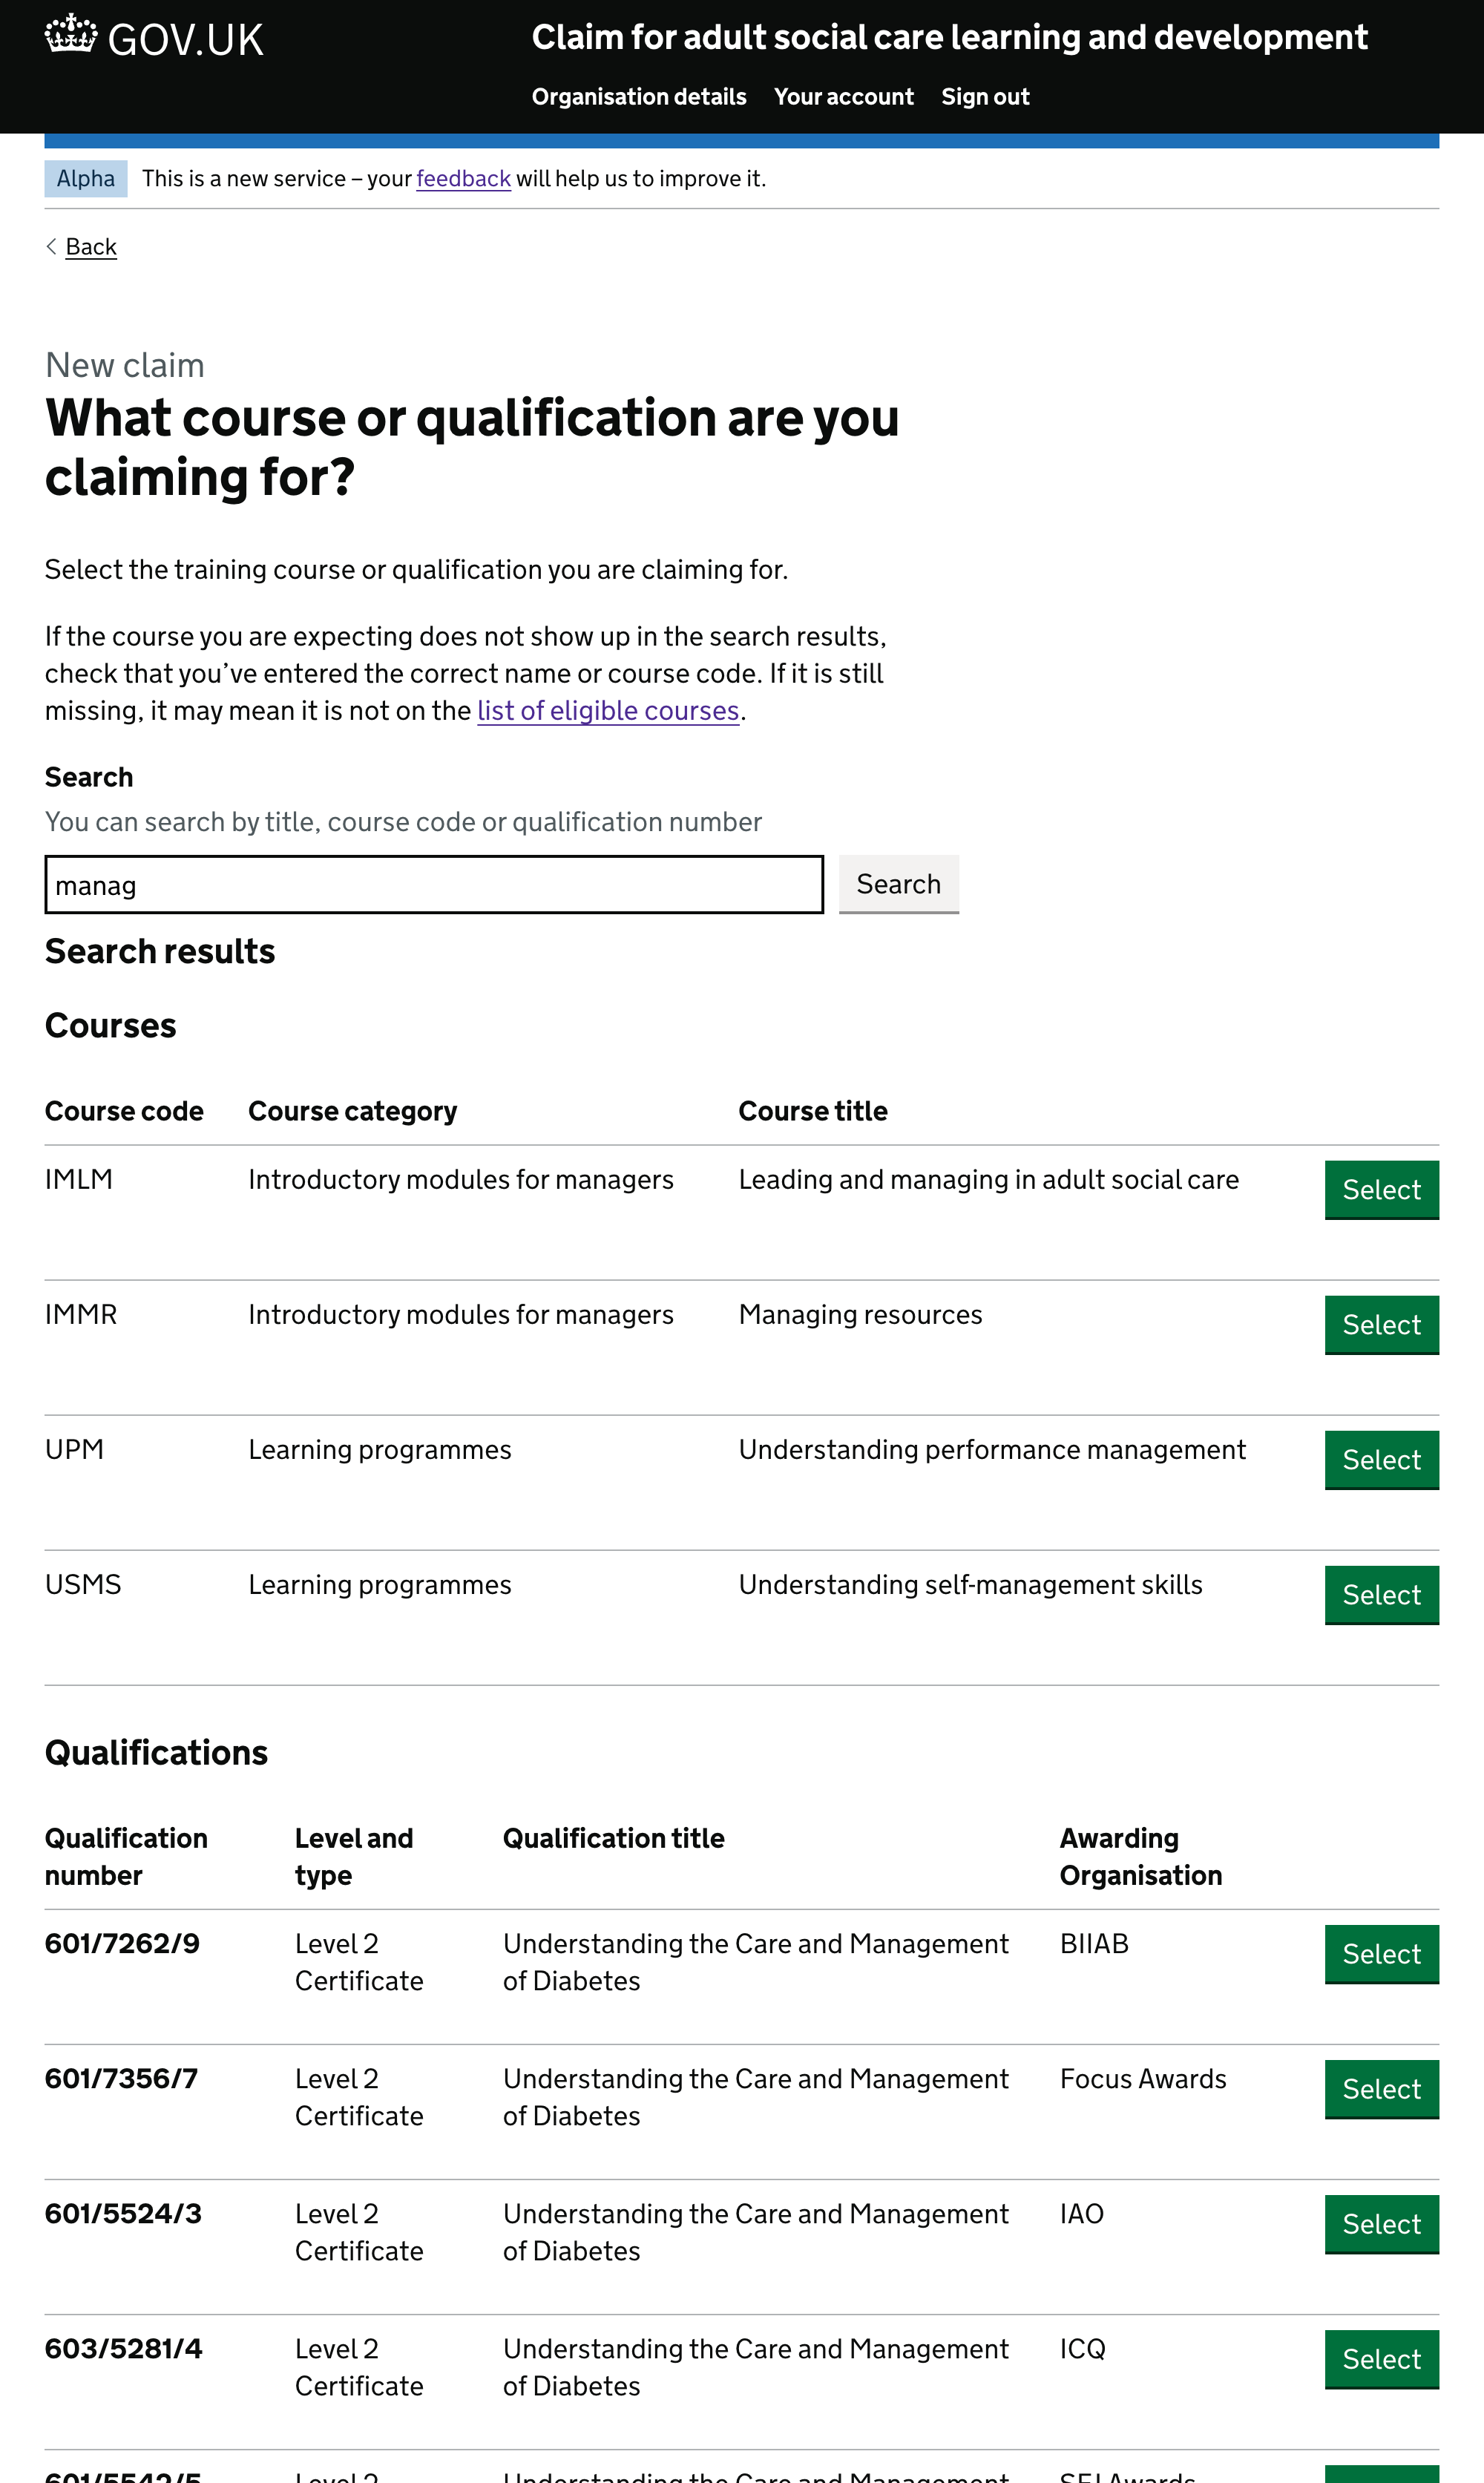 GOV.UK
Claim for adult social care learning and development
Organisation details Your account Sign out
Alpha This is a new service – your feedback will help us to improve it.
Back
New claim
What course or qualification are you
claiming for?
Select the training course or qualification you are claiming for.
If the course you are expecting does not show up in the search results,
check that you’ve entered the correct name or course code. If it is still
missing, it may mean it is not on the list of eligible courses.
Search
You can search by title, course code or qualification number
manag Search
Search results
Courses
Course code Course category Course title
IMLM Introductory modules for managers Leading and managing in adult social care Select
IMMR Introductory modules for managers Managing resources Select
UPM Learning programmes Understanding performance management Select
USMS Learning programmes Understanding self-management skills Select
Qualifications
Qualification Level and Qualification title Awarding
number type Organisation
601/7262/9 Level 2 Understanding the Care and Management BIIAB Select
Certificate of Diabetes
601/7356/7 Level 2 Understanding the Care and Management Focus Awards Select
Certificate of Diabetes
601/5524/3 Level 2 Understanding the Care and Management IAO Select
Certificate of Diabetes
603/5281/4 Level 2 Understanding the Care and Management ICQ Select
Certificate of Diabetes
601/5542/5 Level 2 Understanding the Care and Management SFJ Awards